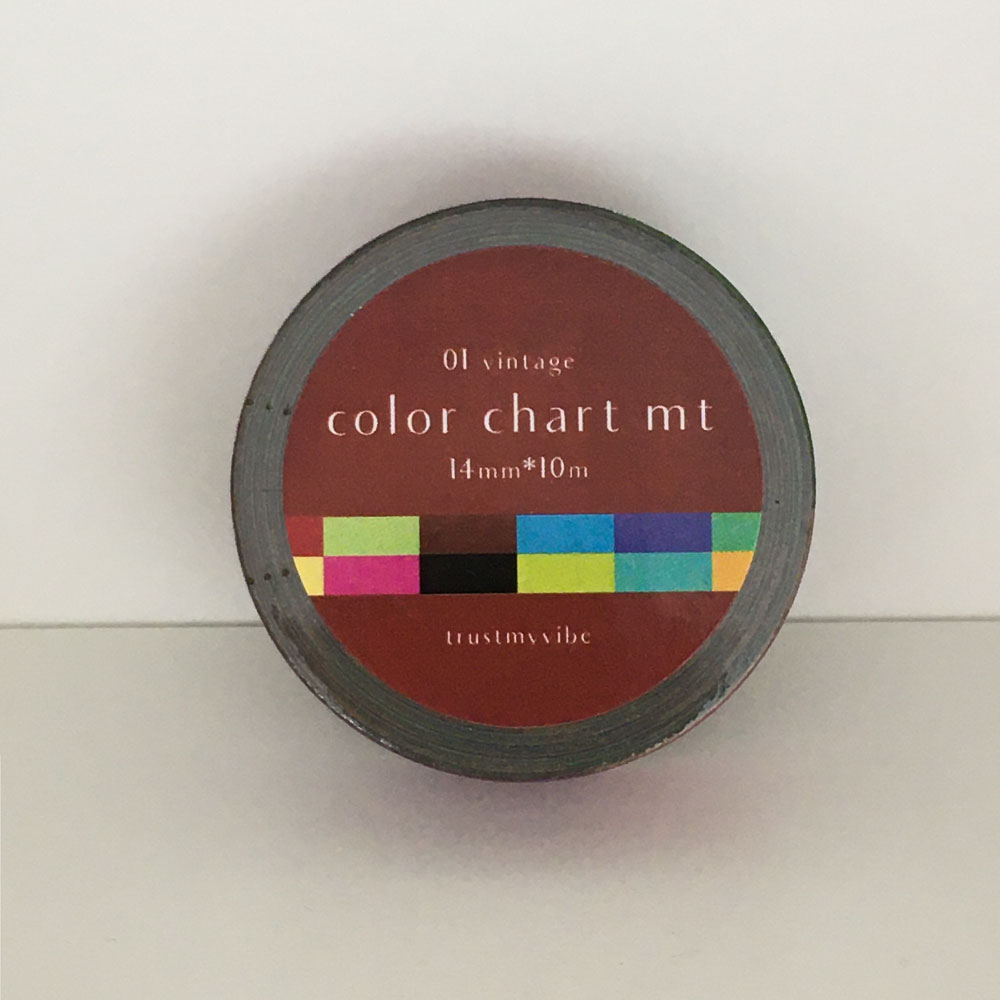 01 vintage
color chart mt
14mm*10m
trustmyvibe